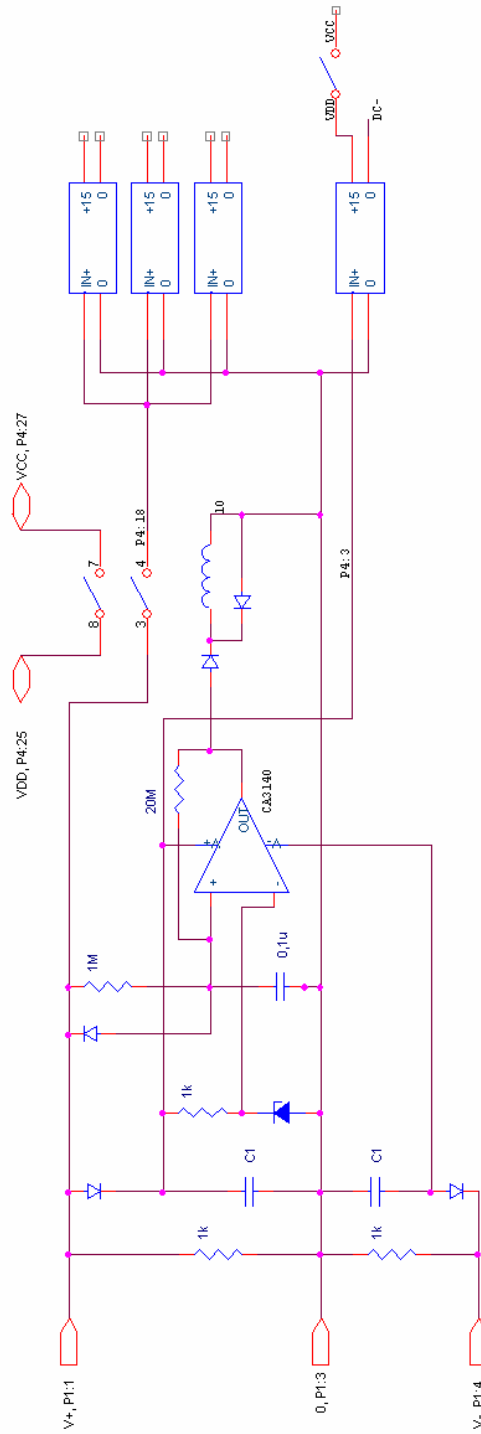 VCC
VDD
DC-
+15
0
IN+
0
+15
0
IN+
0
+15
0
IN+
0
+15
0
IN+
0
VCC, P4:27
VDD, P4:25
7
8
P4:18
4
3
10
P4:3
20M
CA3140
OUT
+A
-A
+
-
1M
0,1u
1k
C1
C1
1k
1k
V+, P1:1
0, P1:3
V-, P1:4